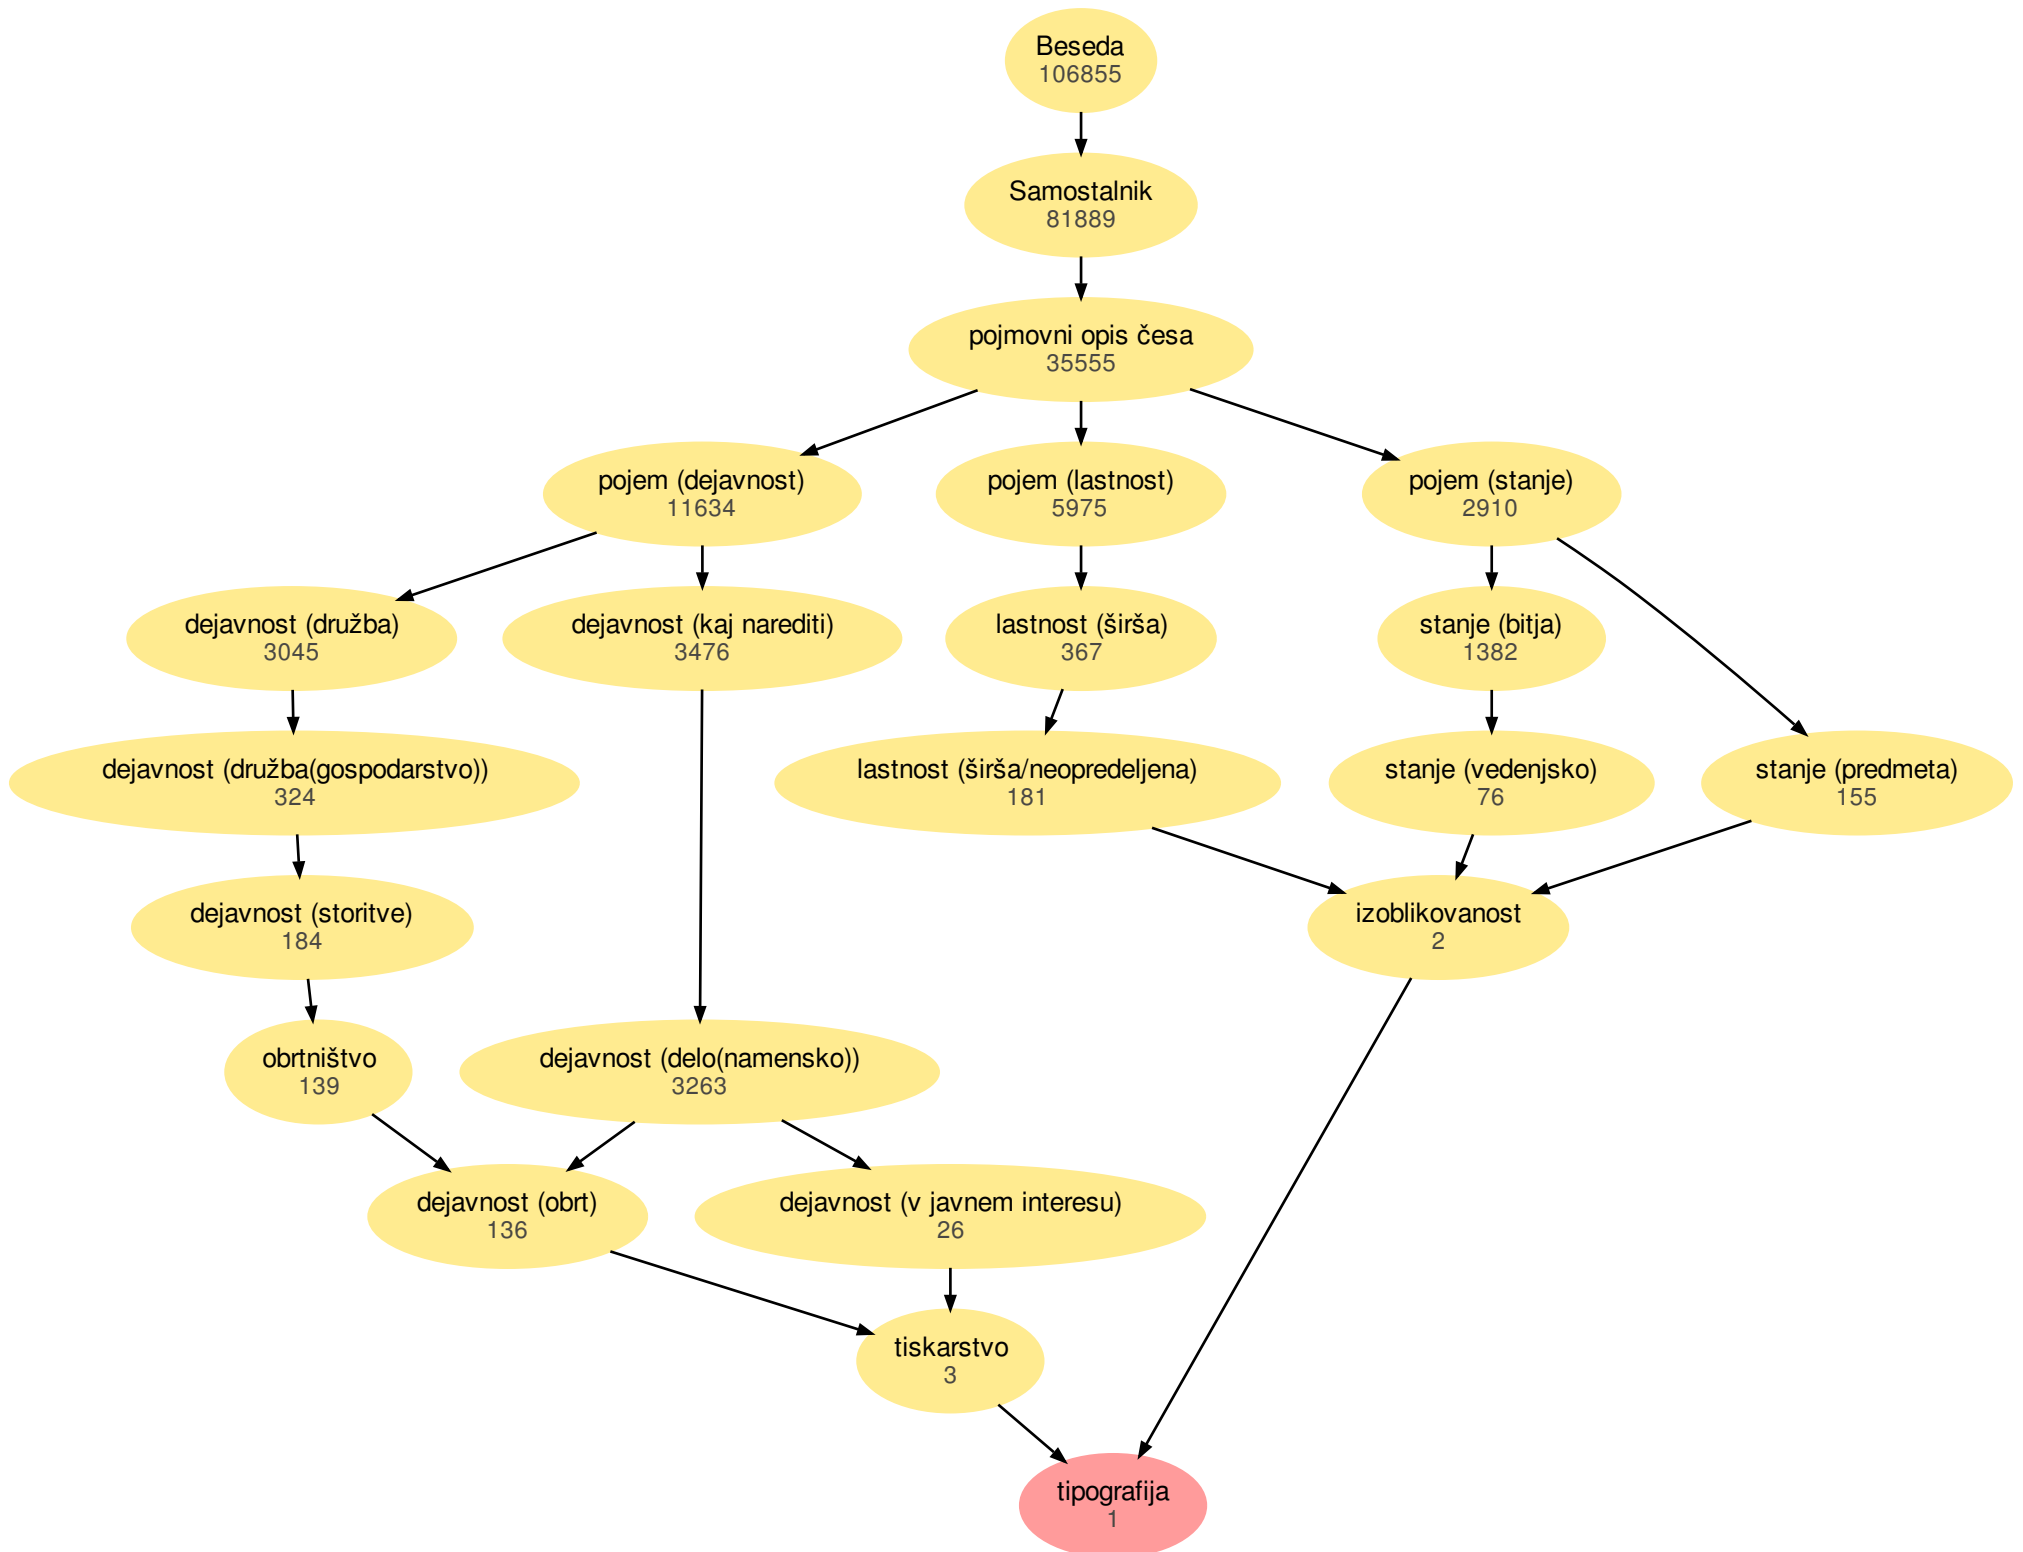 Beseda
106855
Samostalnik
81889
pojmovni opis česa
35555
pojem (dejavnost)
11634
pojem (lastnost)
5975
pojem (stanje)
2910
dejavnost (družba)
3045
dejavnost (kaj narediti)
3476
lastnost (širša)
367
stanje (bitja)
1382
dejavnost (družba(gospodarstvo))
324
lastnost (širša/neopredeljena)
181
stanje (vedenjsko)
76
stanje (predmeta)
155
dejavnost (storitve)
184
izoblikovanost
2
obrtništvo
139
dejavnost (delo(namensko))
3263
dejavnost (obrt)
136
dejavnost (v javnem interesu)
26
tiskarstvo
3
tipografija
1